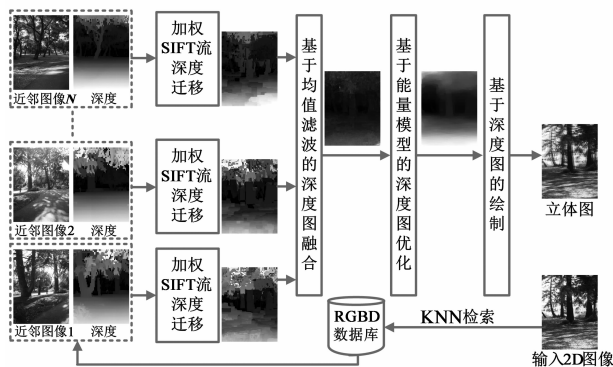 近邻图像N
深度
加权
SIFT流
深度
迁移
近邻图像2
深度
加权
SIFT流
深度
迁移
近邻图像1
深度
加权
SIFT流
深度
迁移
基于均值滤波的深度图融合
基于能量模型的深度图优化
基于深度图的绘制
立体图
RGBD
数据库
KNN检索
输入2D图像